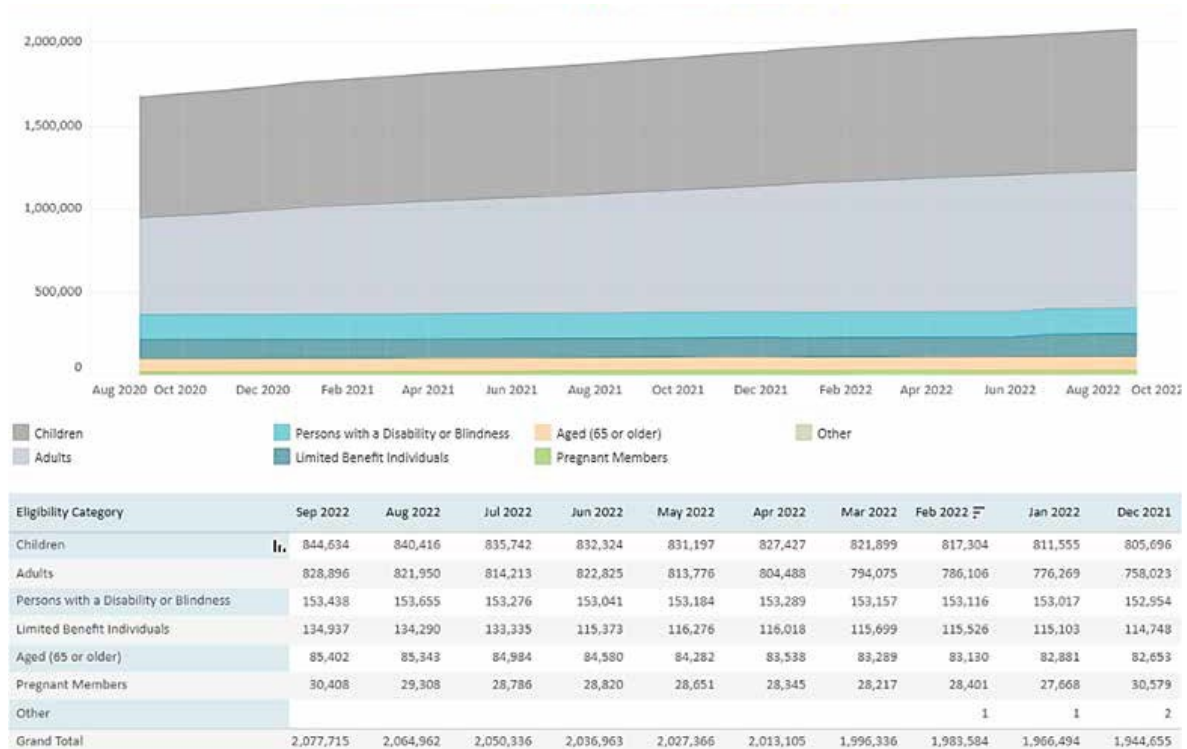 2,000,000
1,500,000
1,000,000
500,000
0
Aug 2020 Oct 2020 Dec 2020 Feb 2021 Apr 2021 Jun 2021 Aug 2021 Oct 2021 Dec 2021 Feb 2022 Apr 2022 Jun 2022 Aug 2022 Oct 2022
Children Persons with a Disability or Blindness Aged (65 or older) Other
Adults Limited Benefit Individuals Pregnant Members
Eligibility Category Sep 2022 Aug 2022 Jul 2022 Jun 2022 May 2022 Apr 2022 Mar 2022 Feb 2022 Jan 2022 Dec 2021
Children 844,634 840,416 835,742 832,324 831,197 827,427 821,899 817,304 811,555 805,696
Adults 828,896 821,950 814,213 822,825 813,776 804,488 794,075 786,106 776,269 758,023
Persons with a Disability or Blindness 153,438 153,655 153,276 153,041 153,184 153,289 153,157 153,116 153,017 152,954
Limited Benefit Individuals 134,937 134,290 133,335 115,373 116,276 116,018 115,699 115,526 115,103 114,748
Aged (65 or older) 85,402 85,343 84,984 84,580 84,282 83,538 83,289 83,130 82,881 82,653
Pregnant Members 30,408 29,308 28,786 28,820 28,651 28,345 28,217 28,401 27,668 30,579
Other 1 1 2
Grand Total 2,077,715 2,064,962 2,050,336 2,036,963 2,027,366 2,013,105 1,996,336 1,983,584 1,966,494 1,944,655